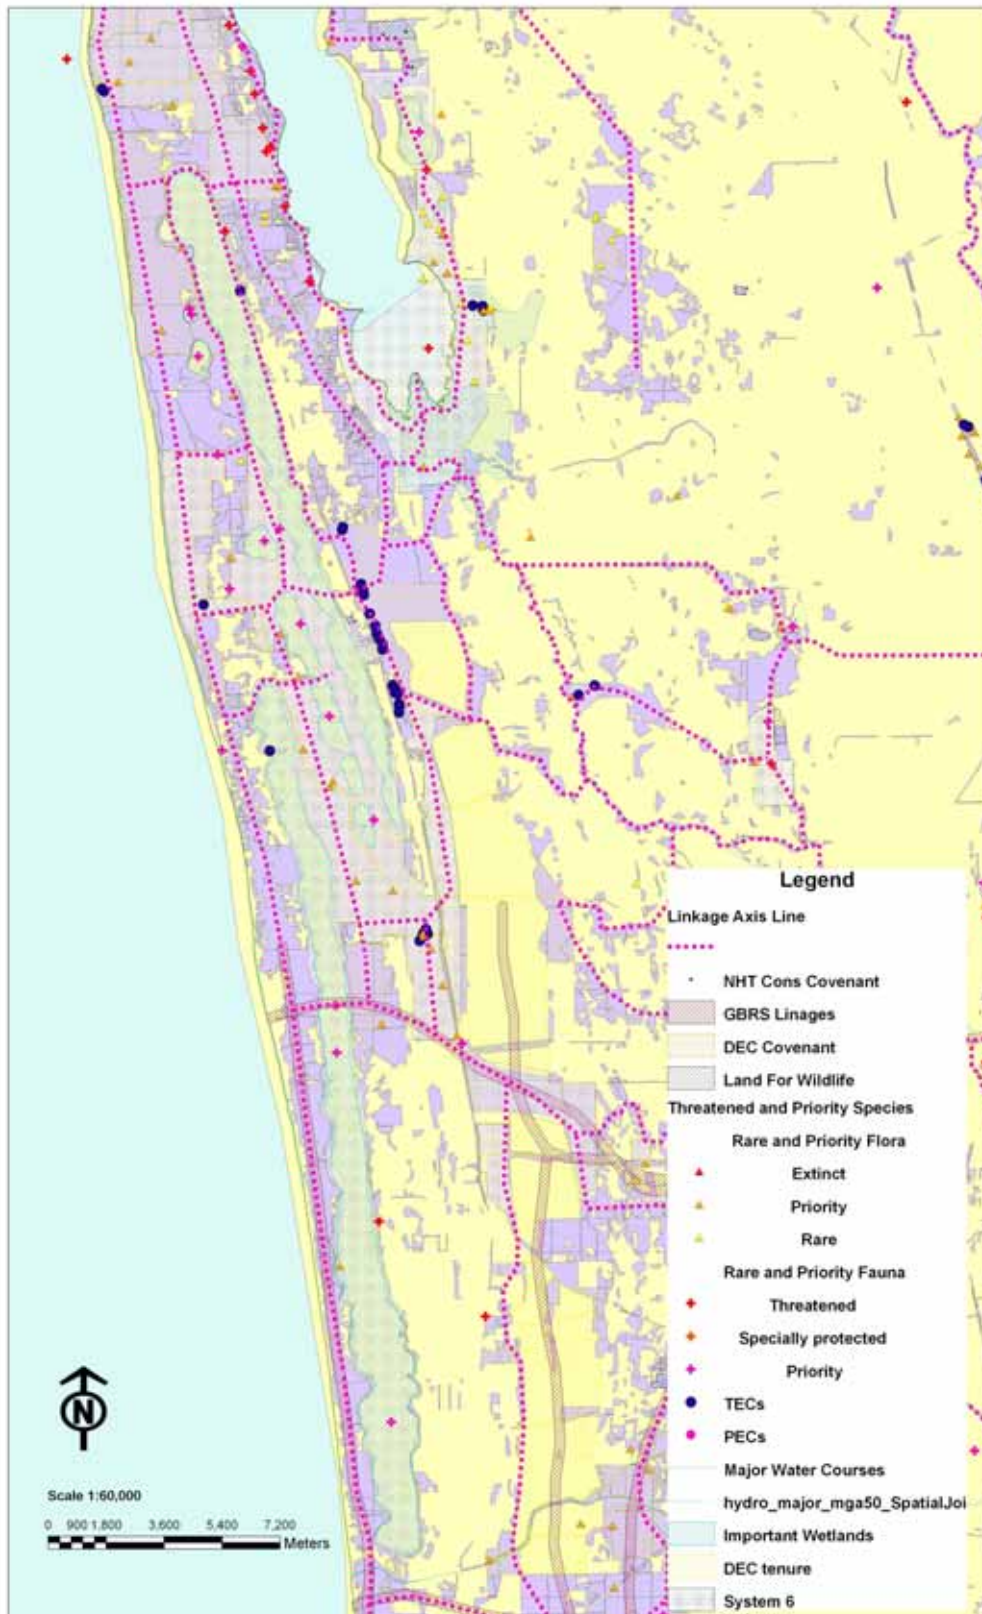 Legend
Linkage Axis Line
NHT Cons Covenant
GBRS Linages
DEC Covenant
Land For Wildlife
Threatened and Priority Species
Rare and Priority Flora
Extinct
Priority
Rare
Rare and Priority Fauna
Threatened
Specially protected
Priority
TECs
PECs
Major Water Courses
hydro_major_mga50_SpatialJoi
Important Wetlands
DEC tenure
System 6
N
Scale 1:60,000
0 900 1,800 3,600 5,400 7,200
Meters